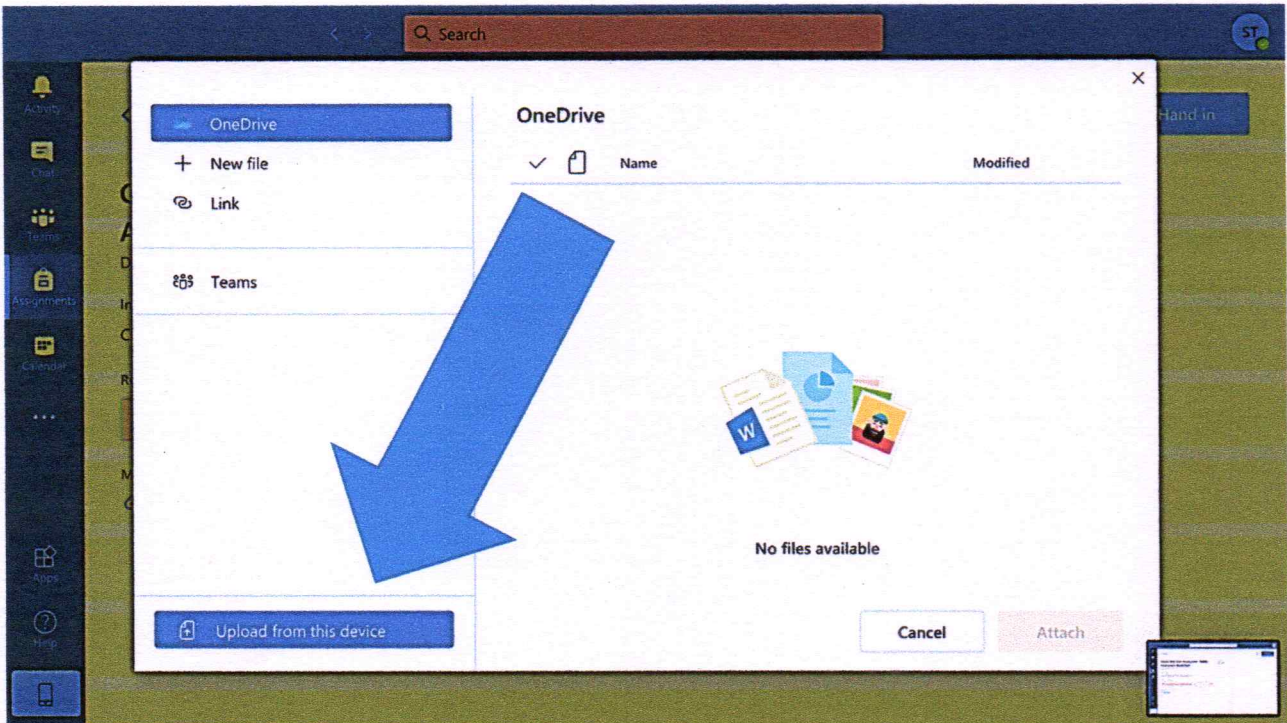 Search
ST
Activity
Chat
Teams
Assignments
Calendar
Apps
Help
Hand in
OneDrive
New file
Link
Teams
Upload from this device
OneDrive
Name
Modified
W
No files available
Cancel
Attach